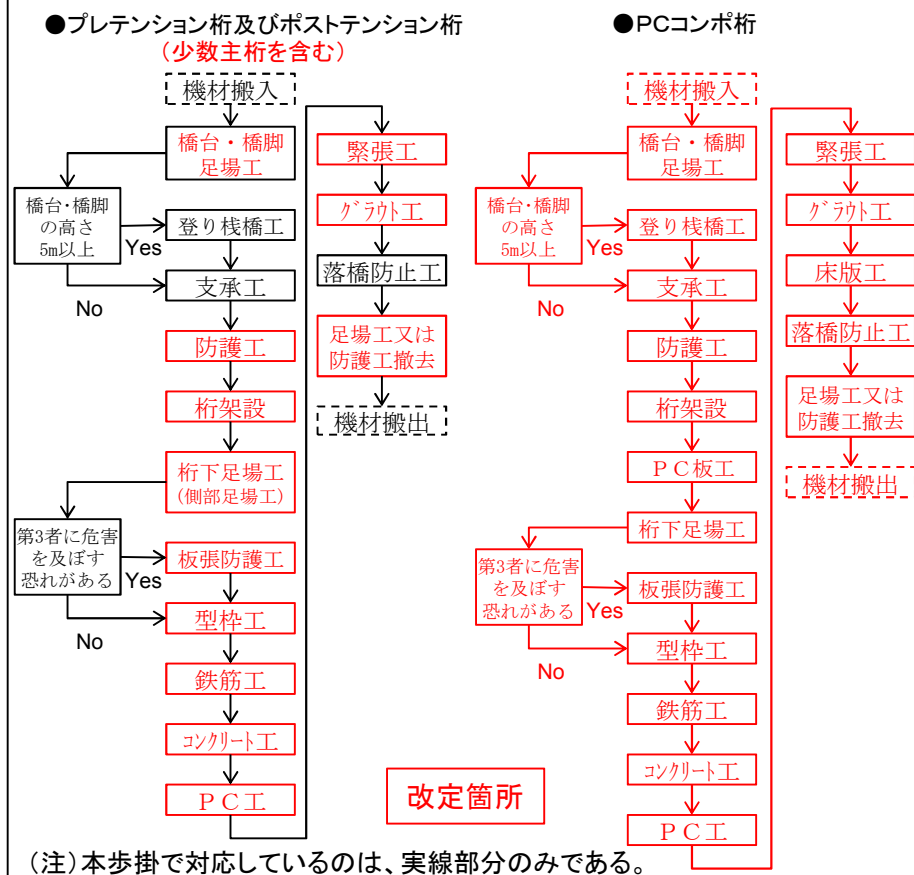 ●プレテンション桁及びポストテンション桁
（少数主桁を含む）
機材搬入
橋台・橋脚
足場工
橋台・橋脚
の高さ
5m以上
Yes
No
登り桟橋工
支承工
防護工
桁架設
桁下足場工
(側部足場工)
第3者に危害
を及ぼす
恐れがある
Yes
No
板張防護工
型枠工
鉄筋工
ｺﾝｸﾘｰﾄ工
ＰＣ工
緊張工
ｸﾞﾗｳﾄ工
落橋防止工
足場工又は
防護工撤去
機材搬出
●PCコンポ桁
機材搬入
橋台・橋脚
足場工
橋台・橋脚
の高さ
5m以上
Yes
No
登り桟橋工
支承工
防護工
桁架設
ＰＣ板工
桁下足場工
第3者に危害
を及ぼす
恐れがある
Yes
No
板張防護工
型枠工
鉄筋工
ｺﾝｸﾘｰﾄ工
ＰＣ工
緊張工
ｸﾞﾗｳﾄ工
床版工
落橋防止工
足場工又は
防護工撤去
機材搬出
改定箇所
（注）本歩掛で対応しているのは、実線部分のみである。